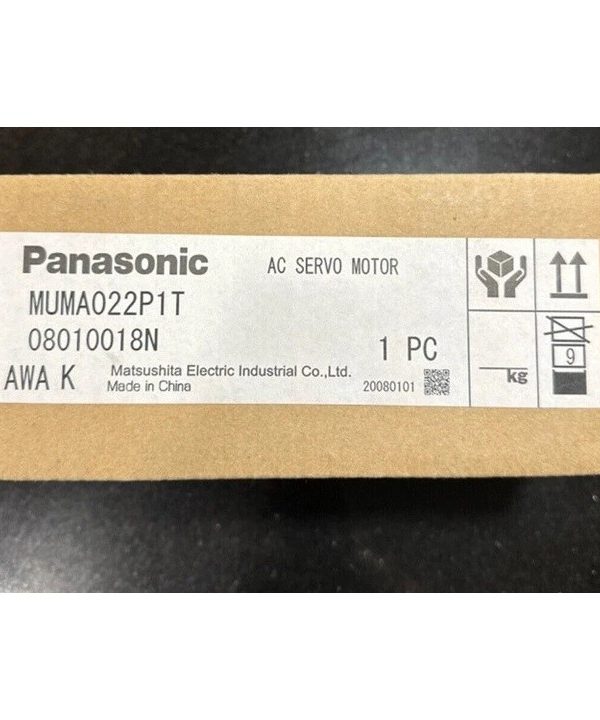 Panasonic AC SERVO MOTOR
MUMA022P1T
08010018N 1 PC
AWA K Matsushita Electric Industrial Co.,Ltd.
Made in China 20080101
kg
9